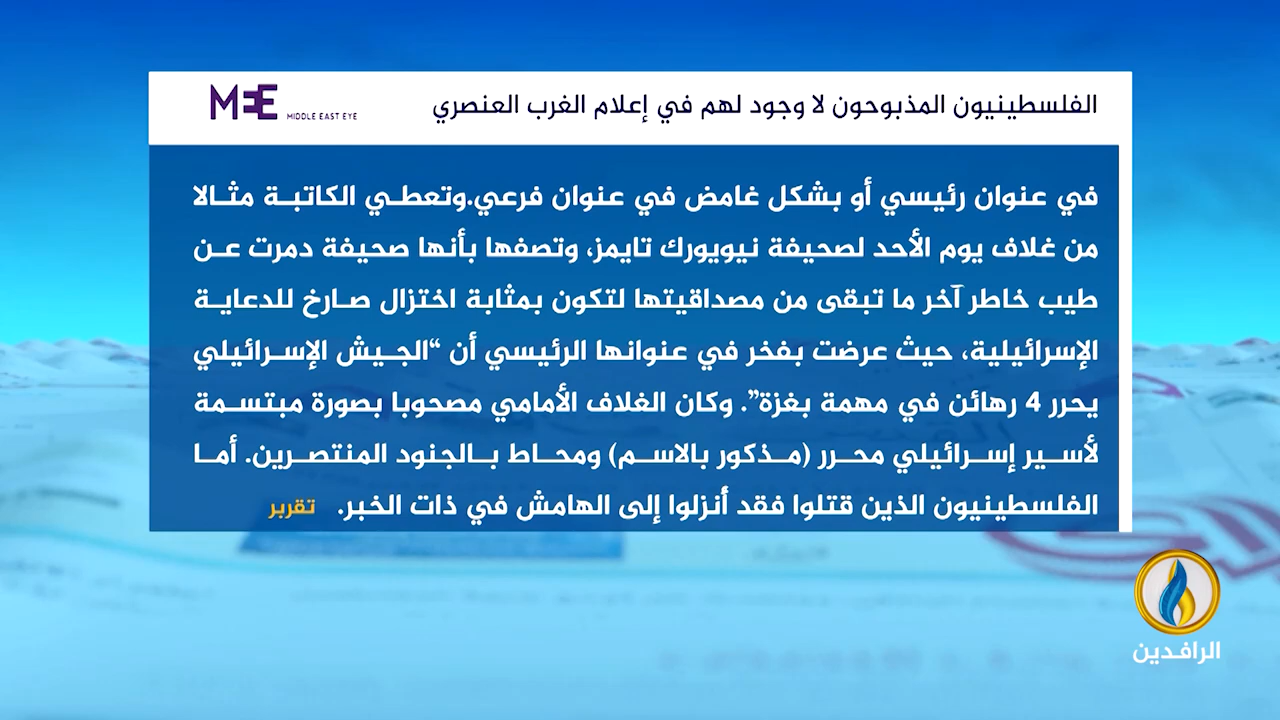 الفلسطينيون المذبوحون لا وجود لهم في إعلام الغرب العنصري
MEE MIDDLE EAST EYE
في عنوان رئيسي أو بشكل غامض في عنوان فرعي.وتعطي الكاتبة مثالا
من غلاف يوم الأحد لصحيفة نيويورك تايمز، وتصفها بأنها صحيفة دمرت عن
طيب خاطر آخر ما تبقى من مصداقيتها لتكون بمثابة اختزال صارخ للدعاية
الإسرائيلية، حيث عرضت بفخر في عنوانها الرئيسي أن “الجيش الإسرائيلي
يحرر 4 رهائن في مهمة بغزة”. وكان الغلاف الأمامي مصحوبا بصورة مبتسمة
لأسير إسرائيلي محرر (مذكور بالاسم) ومحاط بالجنود المنتصرين. أما
الفلسطينيون الذين قتلوا فقد أُنزلوا إلى الهامش في ذات الخبر. تقرير
الرافدين